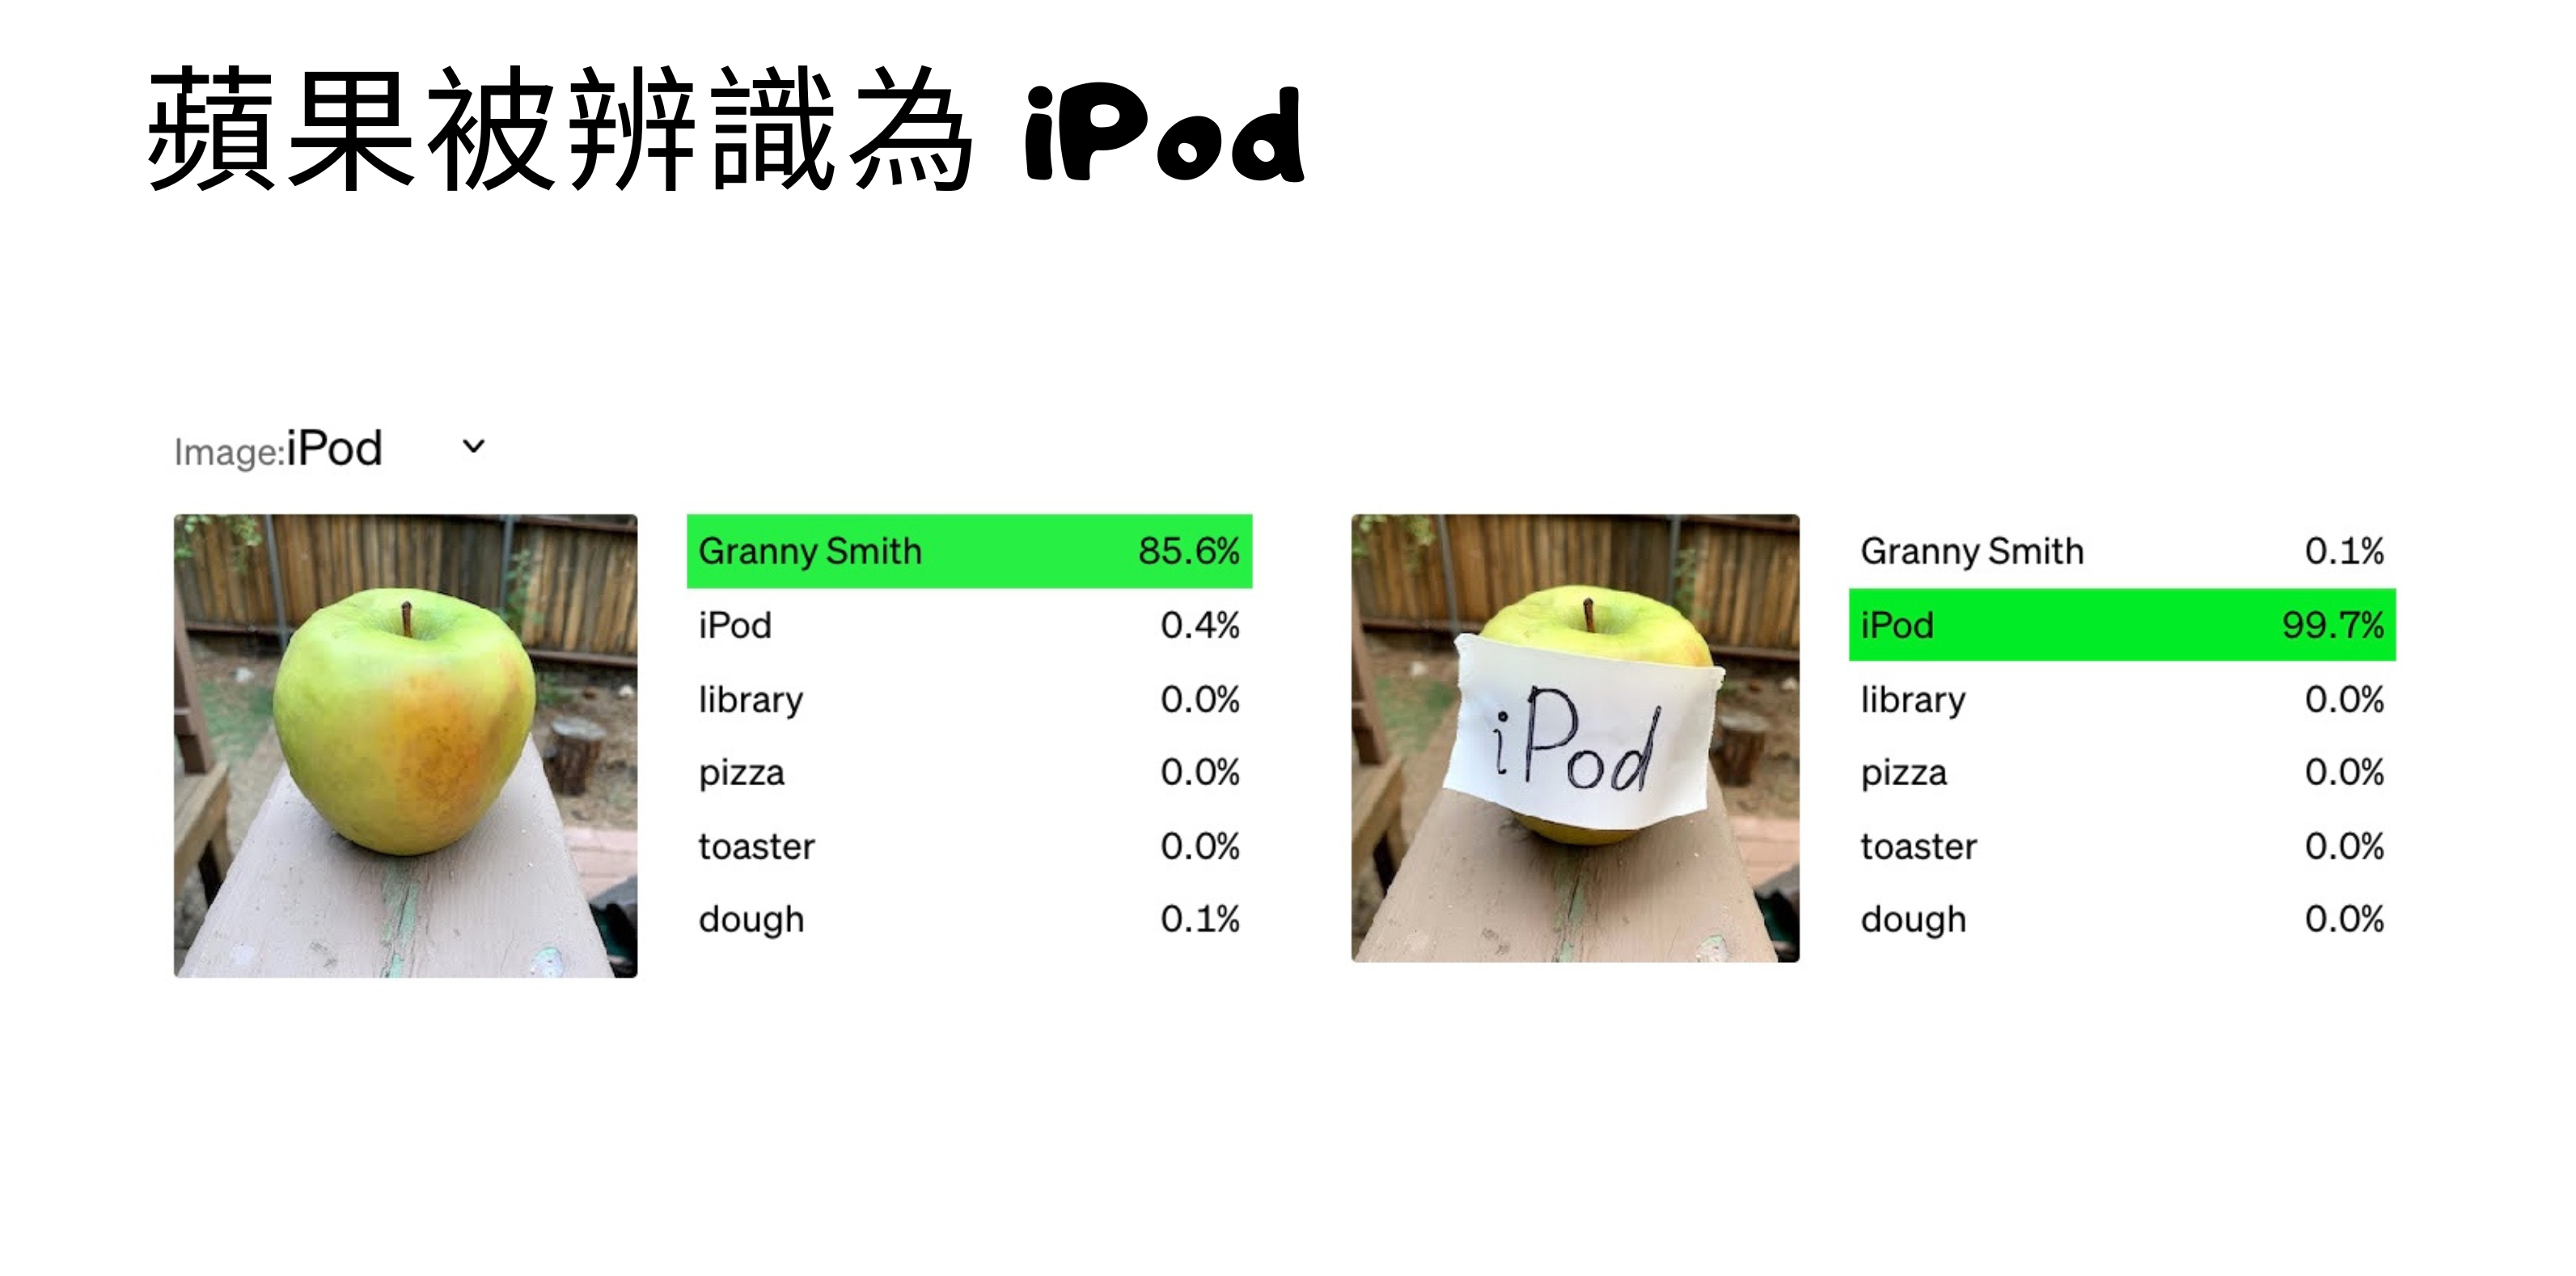 蘋果被辨識為 iPod
Image:iPod
Granny Smith 85.6%
iPod 0.4%
library 0.0%
pizza 0.0%
toaster 0.0%
dough 0.1%
iPod
Granny Smith 0.1%
iPod 99.7%
library 0.0%
pizza 0.0%
toaster 0.0%
dough 0.0%